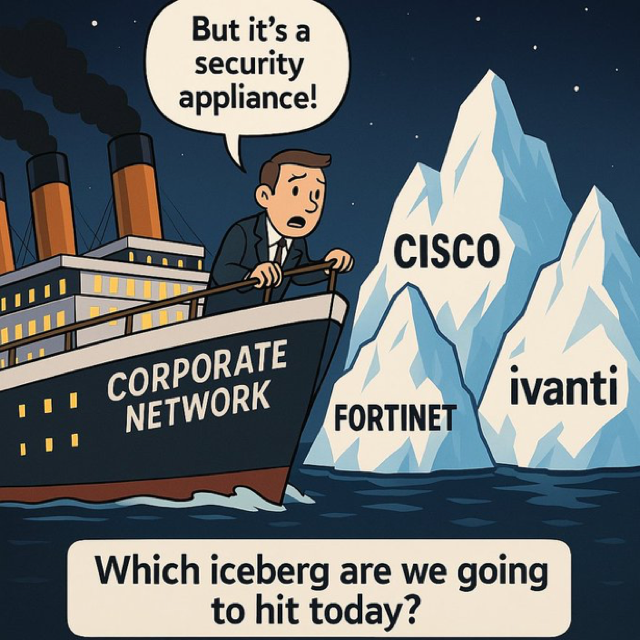 But it's a
security
appliance!
CISCO
CORPORATE
NETWORK
FORTINET
ivanti
Which iceberg are we going
to hit today?